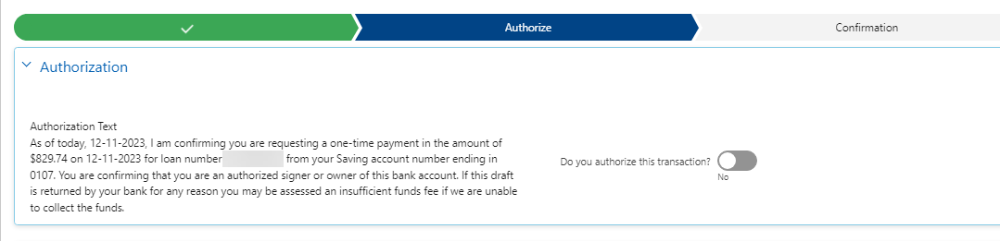 Authorize
Confirmation
Authorization
Authorization Text
As of today, 12-11-2023, I am confirming you are requesting a one-time payment in the amount of
$829.74 on 12-11-2023 for loan number from your Saving account number ending in
0107. You are confirming that you are an authorized signer or owner of this bank account. If this draft
is returned by your bank for any reason you may be assessed an insufficient funds fee if we are unable
to collect the funds.
Do you authorize this transaction?
No